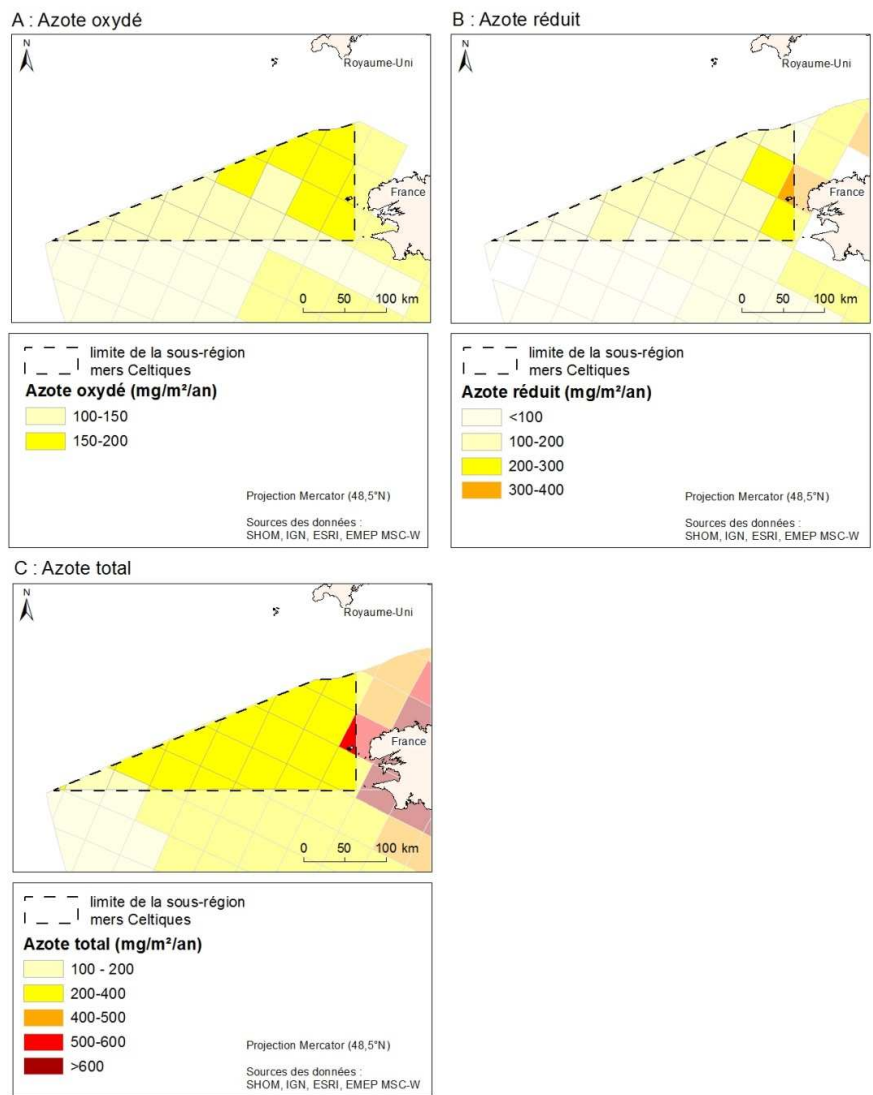 A : Azote oxydé
N
Royaume-Uni
France
0 50 100 km
limite de la sous-région
mers Celtiques
Azote oxydé (mg/m²/an)
100-150
150-200
Projection Mercator (48,5°N)
Sources des données :
SHOM, IGN, ESRI, EMEP MSC-W
B : Azote réduit
N
Royaume-Uni
France
0 50 100 km
limite de la sous-région
mers Celtiques
Azote réduit (mg/m²/an)
<100
100-200
200-300
300-400
Projection Mercator (48,5°N)
Sources des données :
SHOM, IGN, ESRI, EMEP MSC-W
C : Azote total
N
Royaume-Uni
France
0 50 100 km
limite de la sous-région
mers Celtiques
Azote total (mg/m²/an)
100 - 200
200-400
400-500
500-600
>600
Projection Mercator (48,5°N)
Sources des données :
SHOM, IGN, ESRI, EMEP MSC-W